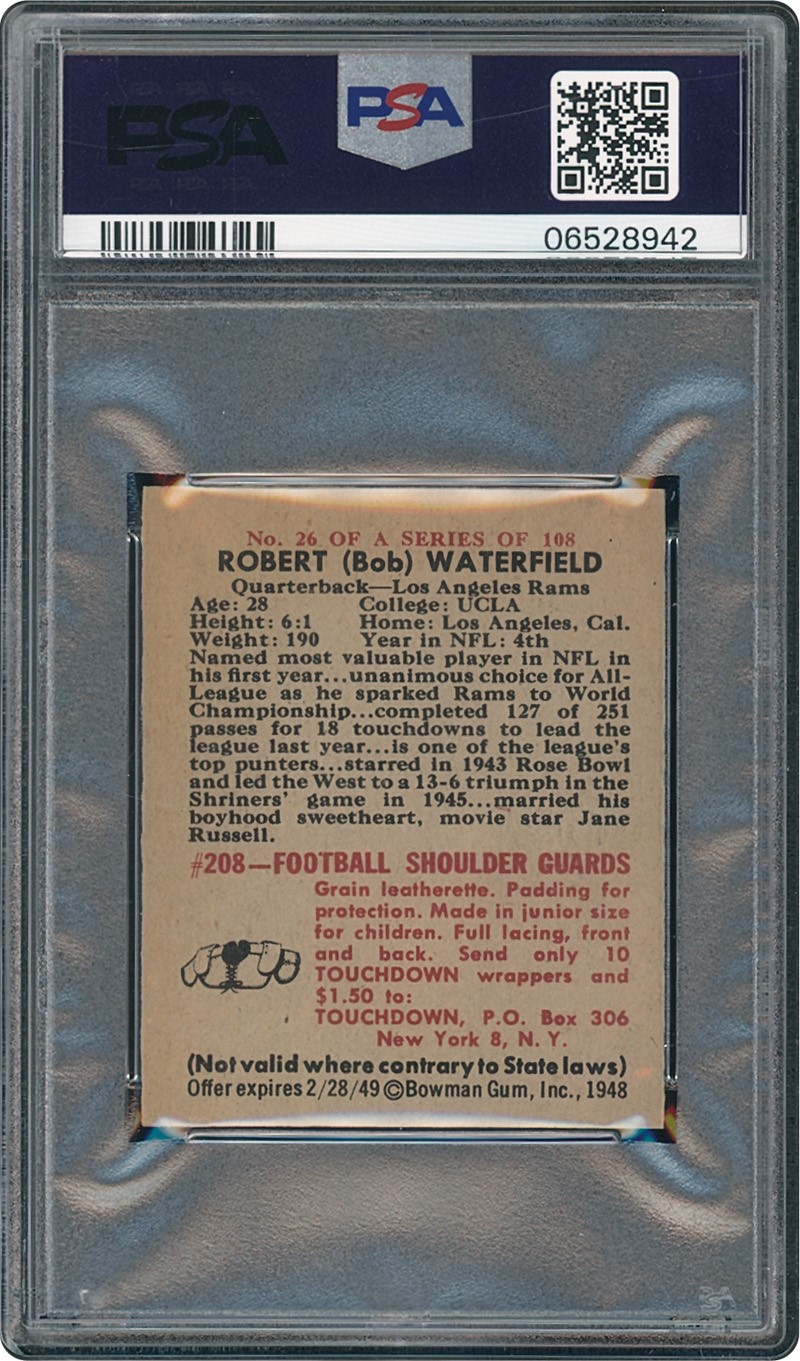 PSA
PSA
06528942
No. 26 OF A SERIES OF 108
ROBERT (Bob) WATERFIELD
Quarterback—Los Angeles Rams
Age: 28 College: UCLA
Height: 6:1 Home: Los Angeles, Cal.
Weight: 190 Year in NFL: 4th
Named most valuable player in NFL in
his first year...unanimous choice for All-
League as he sparked Rams to World
Championship...completed 127 of 251
passes for 18 touchdowns to lead the
league last year...is one of the league's
top punters...starred in 1943 Rose Bowl
and led the West to a 13-6 triumph in the
Shriners' game in 1945...married his
boyhood sweetheart, movie star Jane
Russell.
#208—FOOTBALL SHOULDER GUARDS
Grain leatherette. Padding for
protection. Made in junior size
for children. Full lacing, front
and back. Send only 10
TOUCHDOWN wrappers and
$1.50 to:
TOUCHDOWN, P.O. Box 306
New York 8, N. Y.
(Not valid where contrary to State laws)
Offer expires 2/28/49 ©Bowman Gum, Inc., 1948
PSA